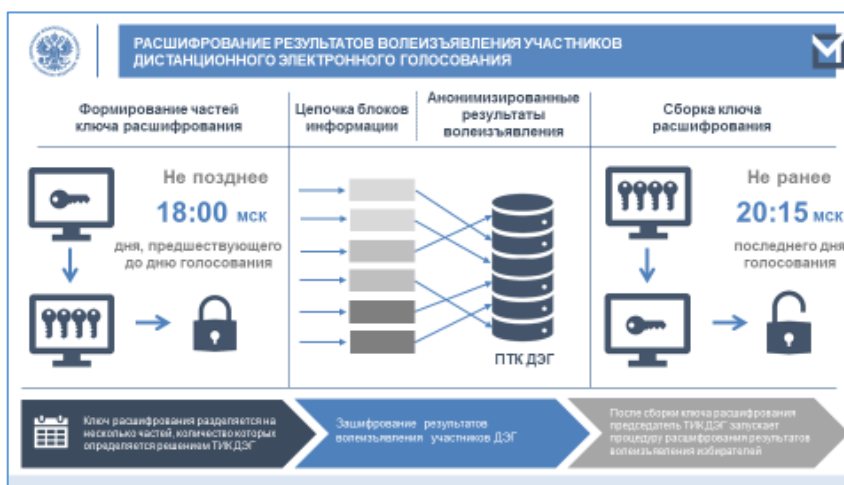 РАСШИФРОВАНИЕ РЕЗУЛЬТАТОВ ВОЛЕИЗЪЯВЛЕНИЯ УЧАСТНИКОВ
ДИСТАНЦИОННОГО ЭЛЕКТРОННОГО ГОЛОСОВАНИЯ
Формирование частей
ключа расшифрования
Цепочка блоков
информации
Анонимизированные
результаты
волеизъявления
Сборка ключа
расшифрования
Не позднее
18:00 мск
дня, предшествующего
до дню голосования
ПТК ДЭГ
Не ранее
20:15 мск
последнего дня
голосования
Ключ расшифрования разделяется на
несколько частей, количество которых
определяется решением ТИК ДЭГ
Зашифрование результатов
волеизъявления участников ДЭГ
После сборки ключа расшифрования
председатель ТИК ДЭГ запускает
процедуру расшифрования результатов
волеизъявления избирателей